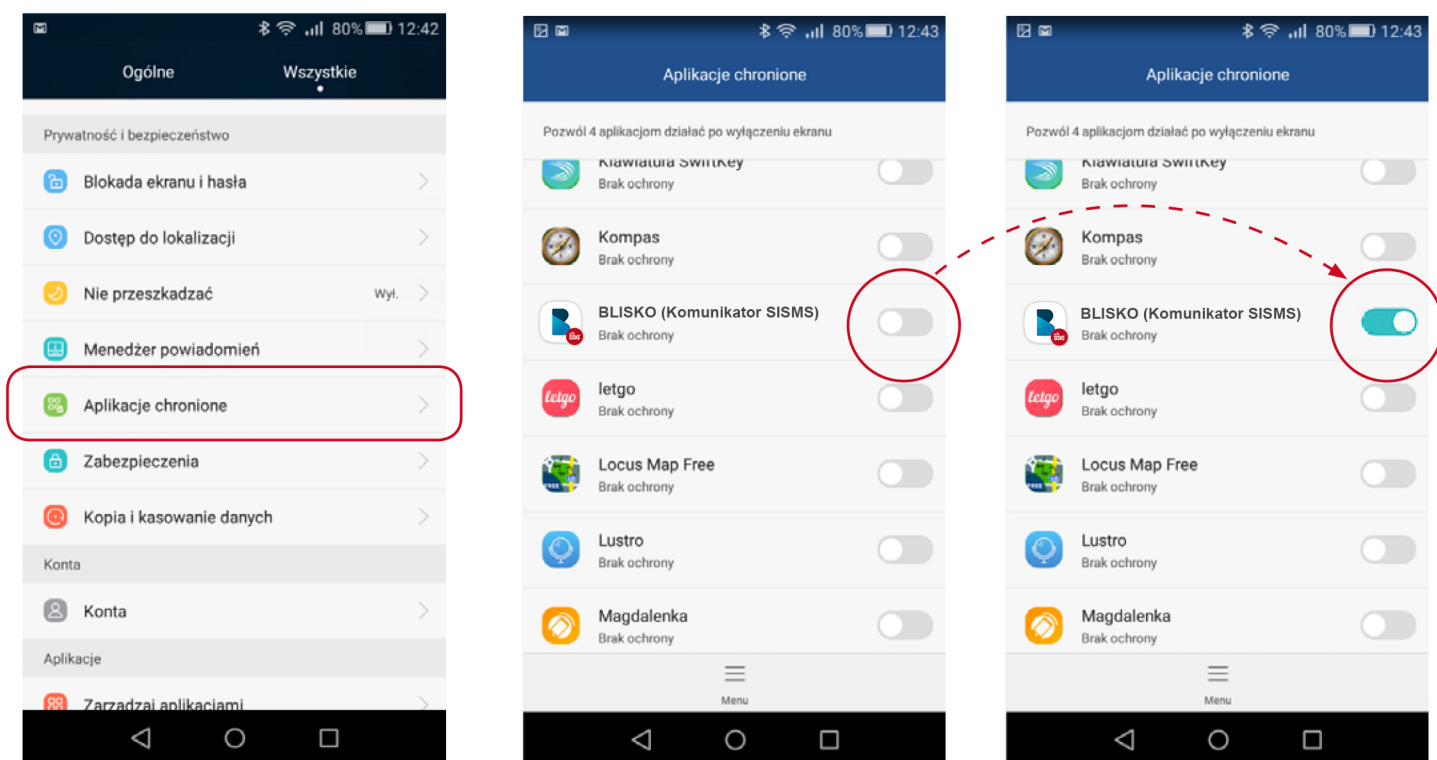 80% 12:42
Ogólne Wszystkie
Prywatność i bezpieczeństwo
Blokada ekranu i hasła
Dostęp do lokalizacji
Nie przeszkadzać Wył.
Menedżer powiadomień
Aplikacje chronione
Zabezpieczenia
Kopia i kasowanie danych
Konta
Konta
Aplikacje
Zarządzaj aplikacjami
80% 12:43
Aplikacje chronione
Pozwól 4 aplikacjom działać po wyłączeniu ekranu
Klawiatura SwiftKey
Brak ochrony
Kompas
Brak ochrony
BLISKO (Komunikator SISMS)
Brak ochrony
letgo
letgo
Brak ochrony
Locus Map Free
FREE
Brak ochrony
Lustro
Brak ochrony
Magdalenka
Brak ochrony
Menu
80% 12:43
Aplikacje chronione
Pozwól 4 aplikacjom działać po wyłączeniu ekranu
Klawiatura SwiftKey
Brak ochrony
Kompas
Brak ochrony
BLISKO (Komunikator SISMS)
Brak ochrony
letgo
letgo
Brak ochrony
Locus Map Free
FREE
Brak ochrony
Lustro
Brak ochrony
Magdalenka
Brak ochrony
Menu